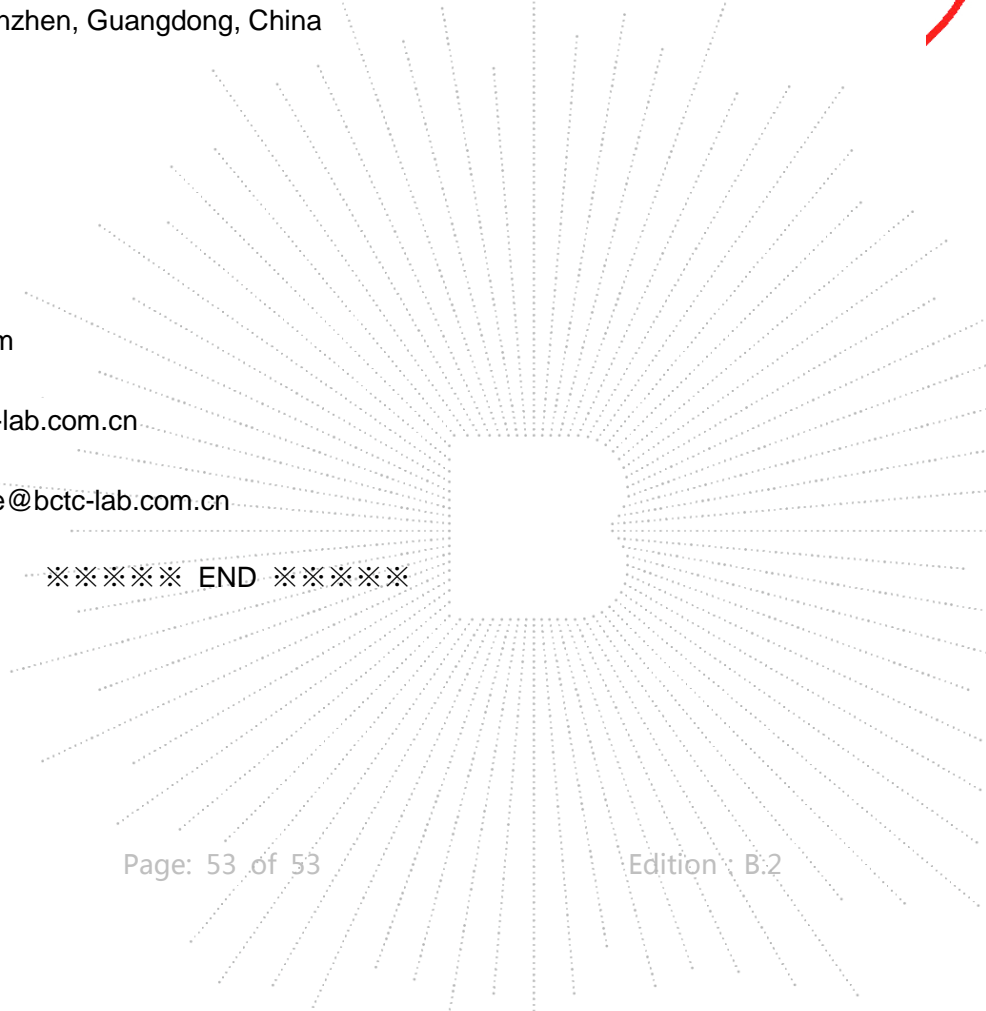 nzhen, Guangdong, China
m
-lab.com.cn
e@bctc-lab.com.cn
※※※※※ END ※※※※※
Page: 53 of 53 Edition : B.2